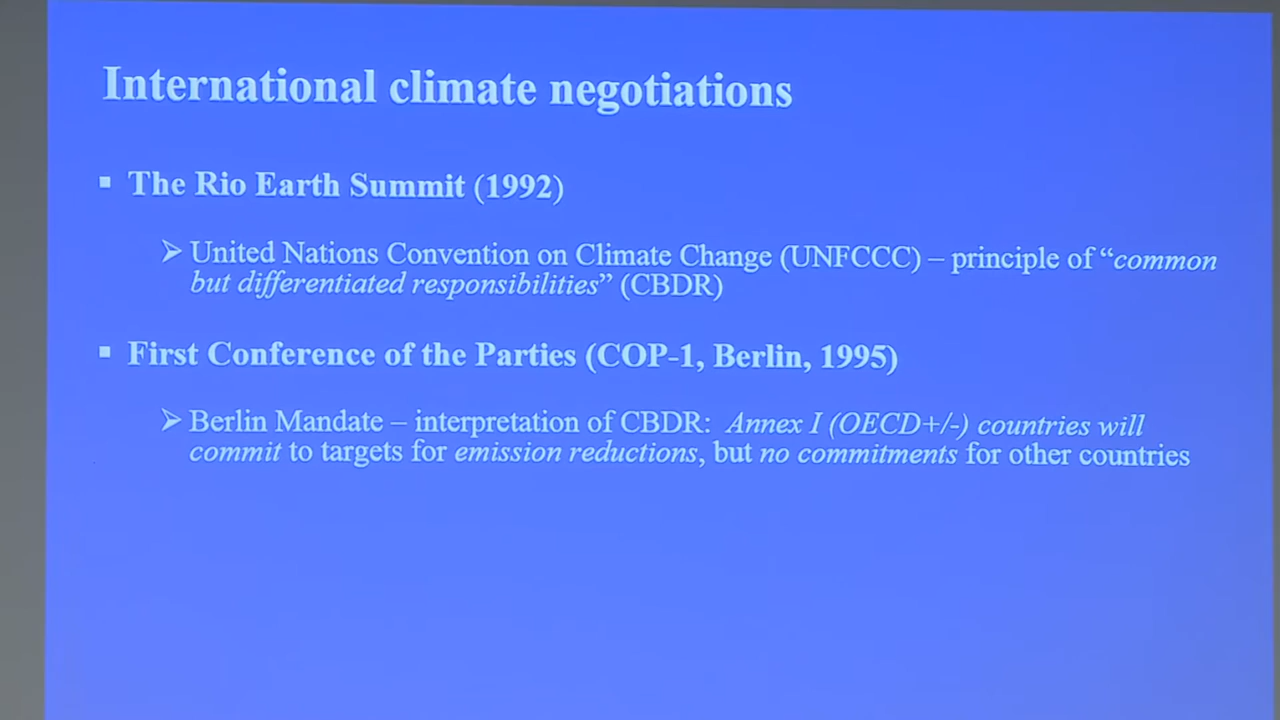 International climate negotiations
▪ The Rio Earth Summit (1992)
➢ United Nations Convention on Climate Change (UNFCCC) – principle of “common
but differentiated responsibilities” (CBDR)
▪ First Conference of the Parties (COP-1, Berlin, 1995)
➢ Berlin Mandate – interpretation of CBDR: Annex I (OECD+/-) countries will
commit to targets for emission reductions, but no commitments for other countries